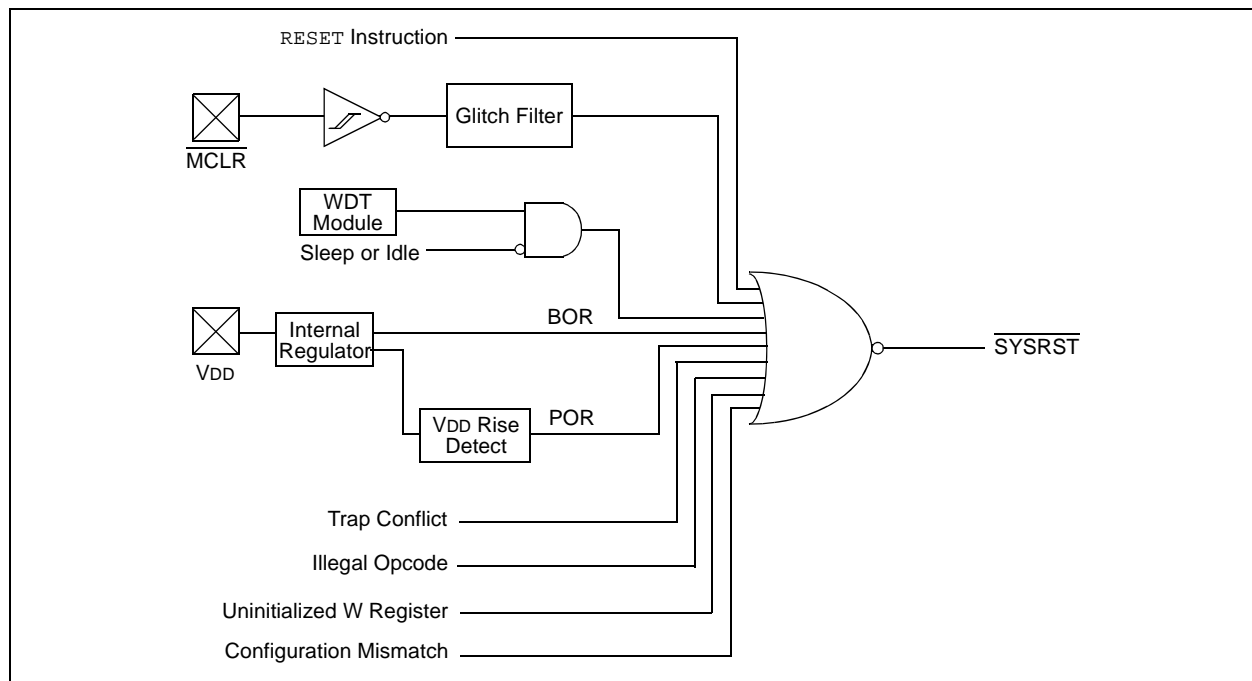 RESET Instruction
Glitch Filter
MCLR
WDT
Module
Sleep or Idle
BOR
Internal
Regulator
SYSRST
VDD
POR
VDD Rise
Detect
Trap Conflict
Illegal Opcode
Uninitialized W Register
Configuration Mismatch